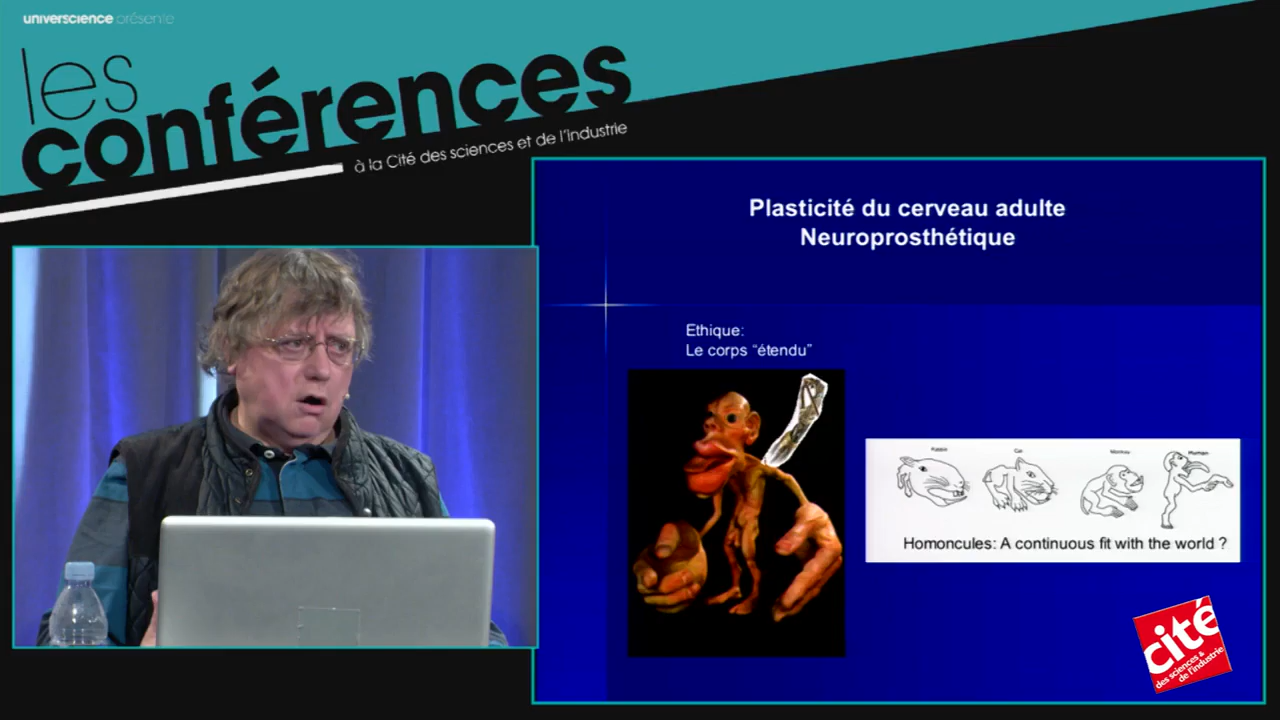 universcience présente
les
conférences
à la Cité des sciences et de l'industrie
Plasticité du cerveau adulte
Neuroprosthétique
Ethique:
Le corps “étendu”
Rabbit Cat Monkey Human
Homoncules: A continuous fit with the world ?
cité
des sciences &
de l'industrie